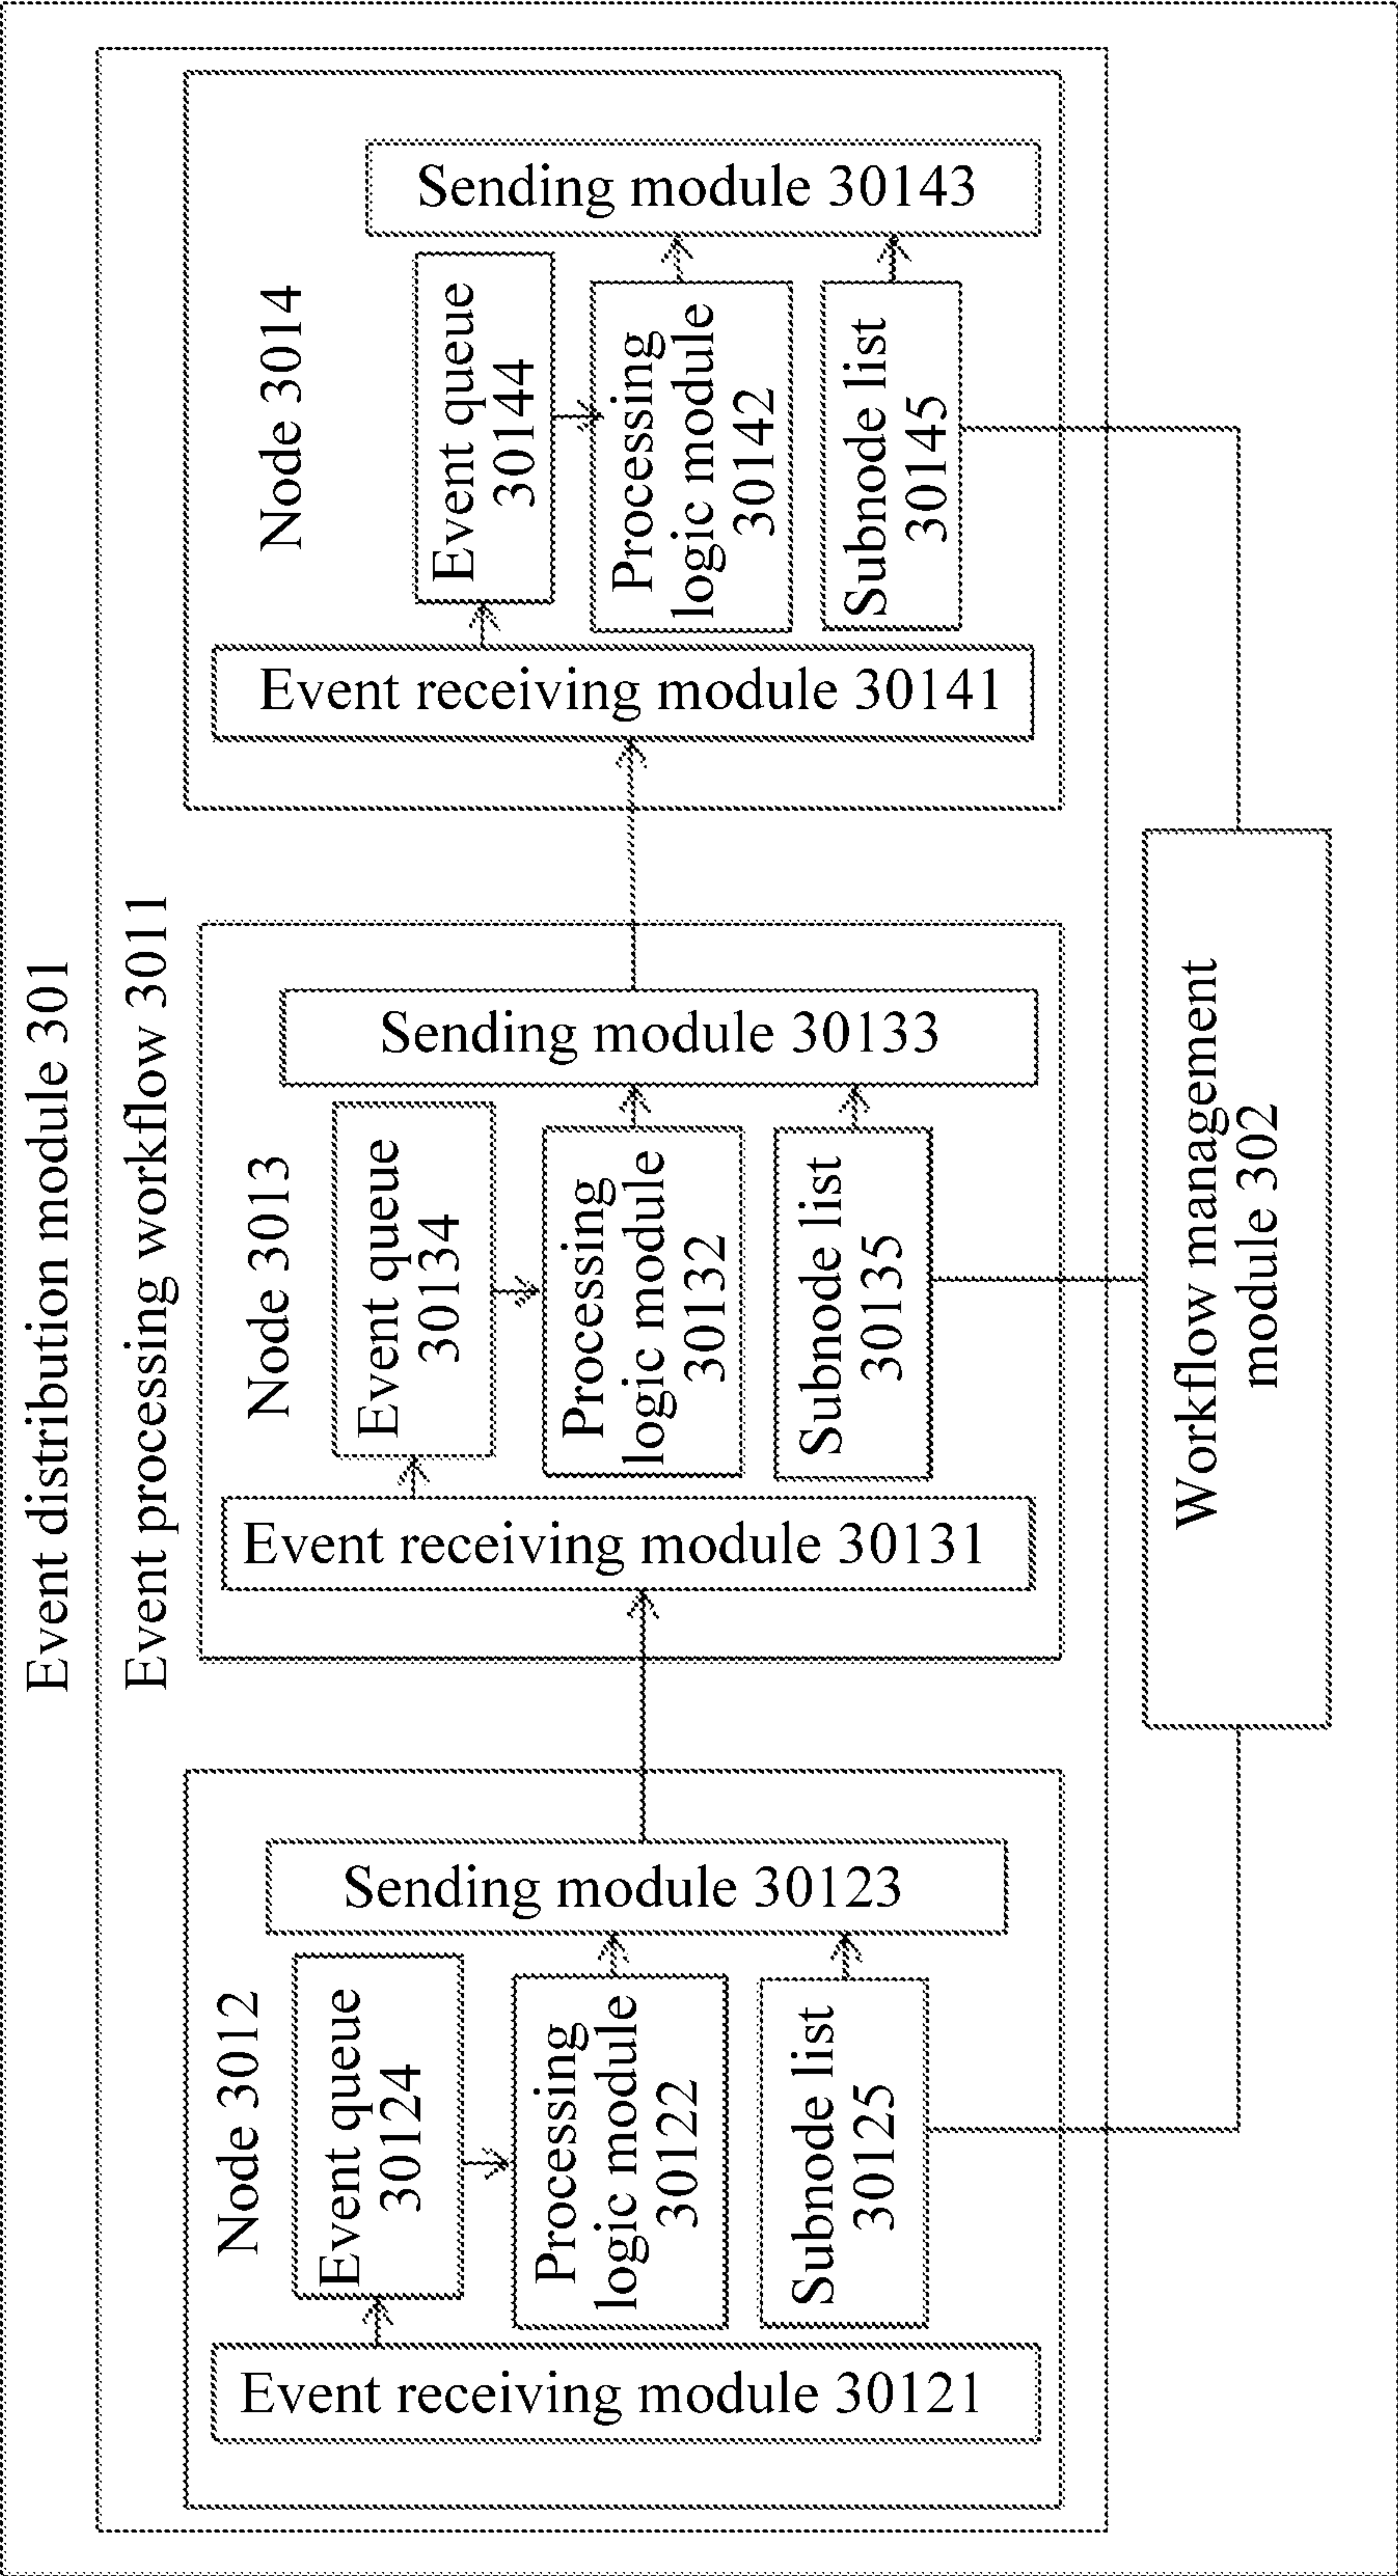 Event distribution module 301
Event processing workflow 3011
Node 3012
Event receiving module 30121
Event queue
30124
Processing
logic module
30122
Subnode list
30125
Sending module 30123
Node 3013
Event receiving module 30131
Event queue
30134
Processing
logic module
30132
Subnode list
30135
Sending module 30133
Node 3014
Event receiving module 30141
Event queue
30144
Processing
logic module
30142
Subnode list
30145
Sending module 30143
Workflow management
module 302